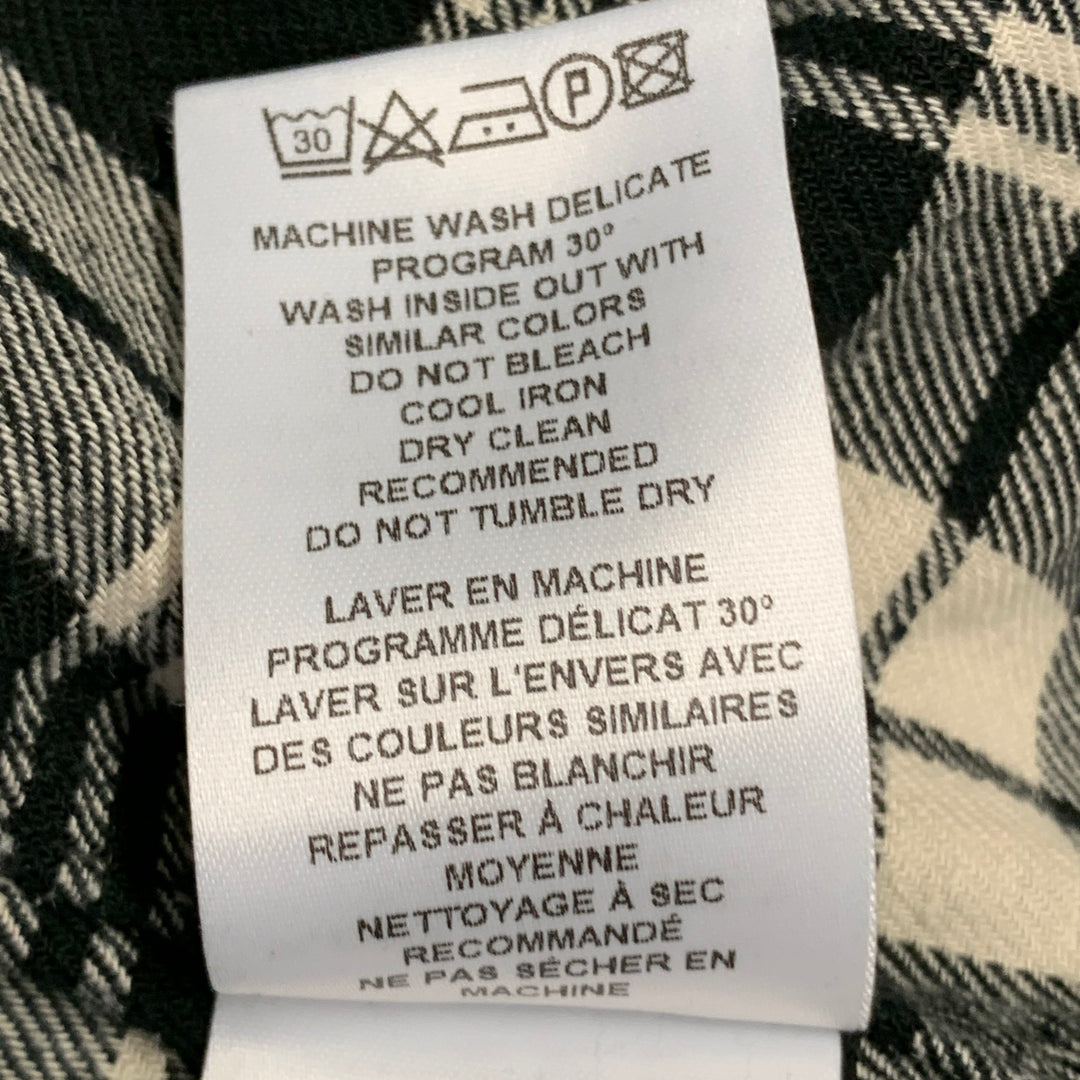 30 P
MACHINE WASH DELICATE
PROGRAM 30°
WASH INSIDE OUT WITH
SIMILAR COLORS
DO NOT BLEACH
COOL IRON
DRY CLEAN
RECOMMENDED
DO NOT TUMBLE DRY
LAVER EN MACHINE
PROGRAMME DÉLICAT 30°
LAVER SUR L'ENVERS AVEC
DES COULEURS SIMILAIRES
NE PAS BLANCHIR
REPASSER À CHALEUR
MOYENNE
NETTOYAGE À SEC
RECOMMANDÉ
NE PAS SÉCHER EN
MACHINE